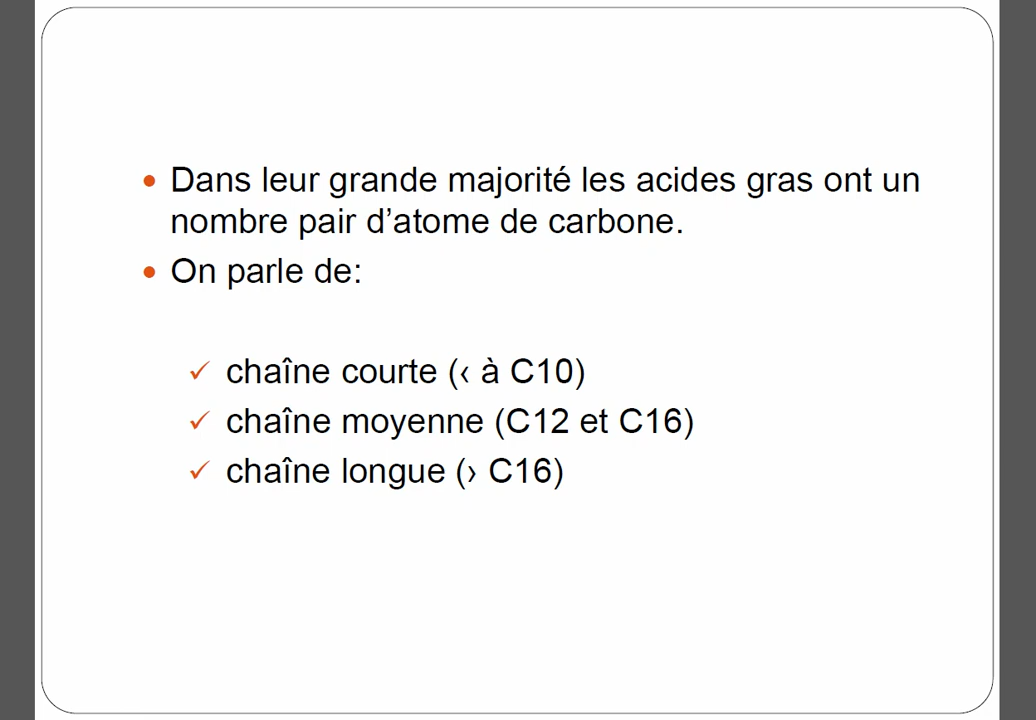 Dans leur grande majorité les acides gras ont un
nombre pair d’atome de carbone.
On parle de:
chaîne courte (‹ à C10)
chaîne moyenne (C12 et C16)
chaîne longue (› C16)